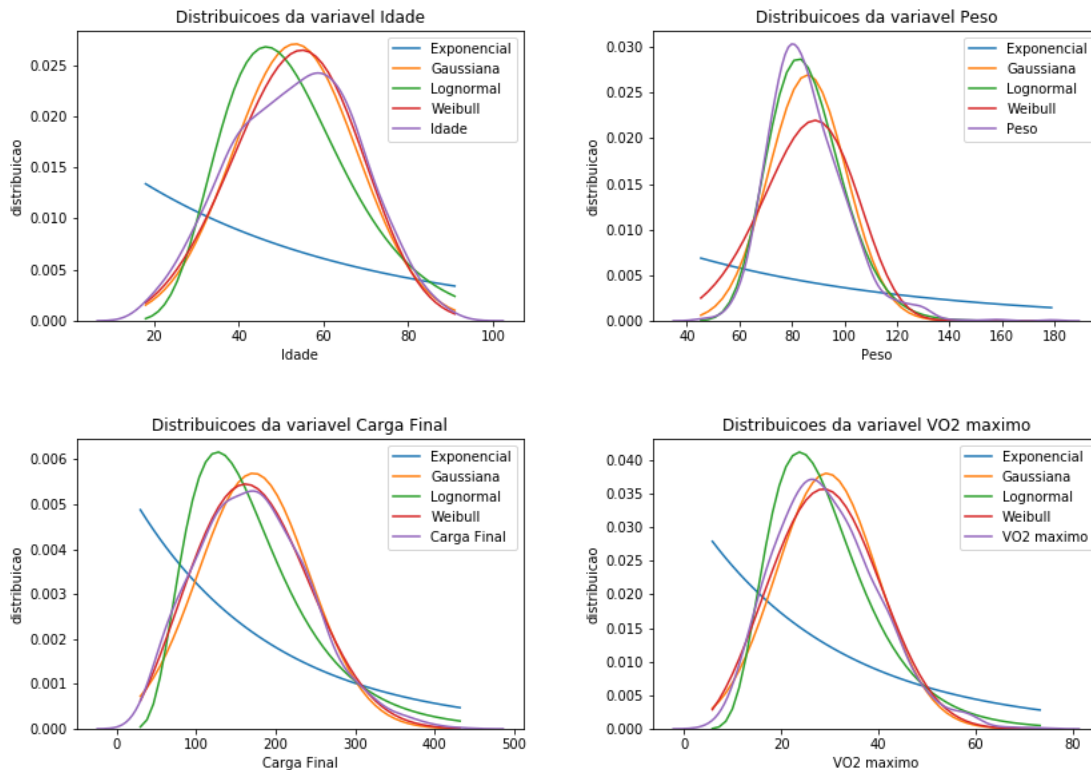 Distribuicoes da variavel Idade
0.025
0.020
0.015
0.010
0.005
0.000
distribuicao
Exponencial
Gaussiana
Lognormal
Weibull
Idade
20 40 60 80 100
Idade
Distribuicoes da variavel Peso
0.030
0.025
0.020
0.015
0.010
0.005
0.000
distribuicao
Exponencial
Gaussiana
Lognormal
Weibull
Peso
40 60 80 100 120 140 160 180
Peso
Distribuicoes da variavel Carga Final
0.006
0.005
0.004
0.003
0.002
0.001
0.000
distribuicao
Exponencial
Gaussiana
Lognormal
Weibull
Carga Final
0 100 200 300 400 500
Carga Final
Distribuicoes da variavel VO2 maximo
0.040
0.035
0.030
0.025
0.020
0.015
0.010
0.005
0.000
distribuicao
Exponencial
Gaussiana
Lognormal
Weibull
VO2 maximo
0 20 40 60 80
VO2 maximo